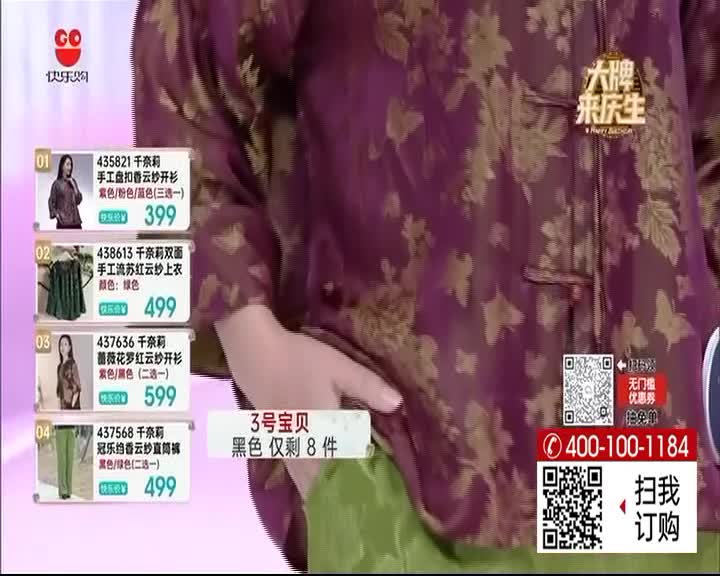 GO
快乐购
大牌
来庆生
HAPPY BIRTHDAY
01
435821 千奈莉
手工盘扣香云纱开衫
紫色/粉色/蓝色(三选一)
快乐价¥ 399
02
438613 千奈莉双面
手工流苏红云纱上衣
颜色：绿色
快乐价¥ 499
03
437636 千奈莉
蔷薇花罗红云纱开衫
紫色/黑色（二选一）
快乐价¥ 599
04
437568 千奈莉
冠乐绉香云纱直筒裤
黑色/绿色(二选一)
快乐价¥ 499
3号宝贝
黑色 仅剩 8 件
无门槛
优惠券
抽免单
400-100-1184
扫我
订购